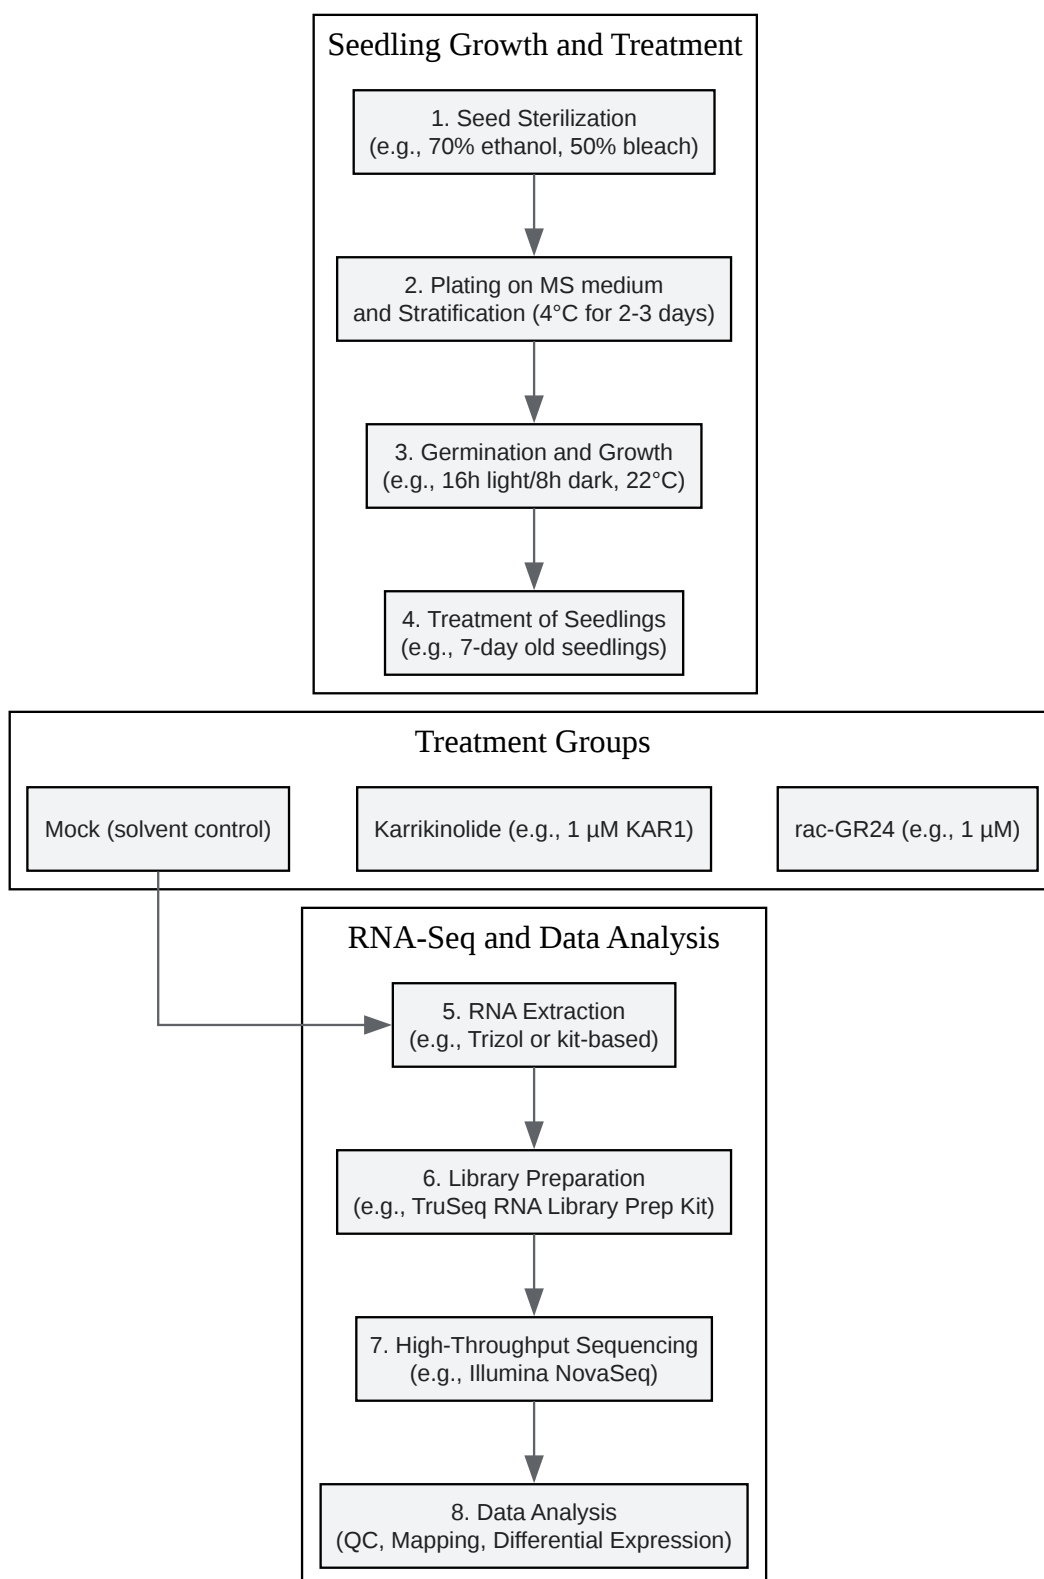 Seedling Growth and Treatment
1. Seed Sterilization
(e.g., 70% ethanol, 50% bleach)
2. Plating on MS medium
and Stratification (4°C for 2-3 days)
3. Germination and Growth
(e.g., 16h light/8h dark, 22°C)
4. Treatment of Seedlings
(e.g., 7-day old seedlings)
Treatment Groups
Mock (solvent control)
Karrikinolide (e.g., 1 µM KAR1)
rac-GR24 (e.g., 1 µM)
RNA-Seq and Data Analysis
5. RNA Extraction
(e.g., Trizol or kit-based)
6. Library Preparation
(e.g., TruSeq RNA Library Prep Kit)
7. High-Throughput Sequencing
(e.g., Illumina NovaSeq)
8. Data Analysis
(QC, Mapping, Differential Expression)